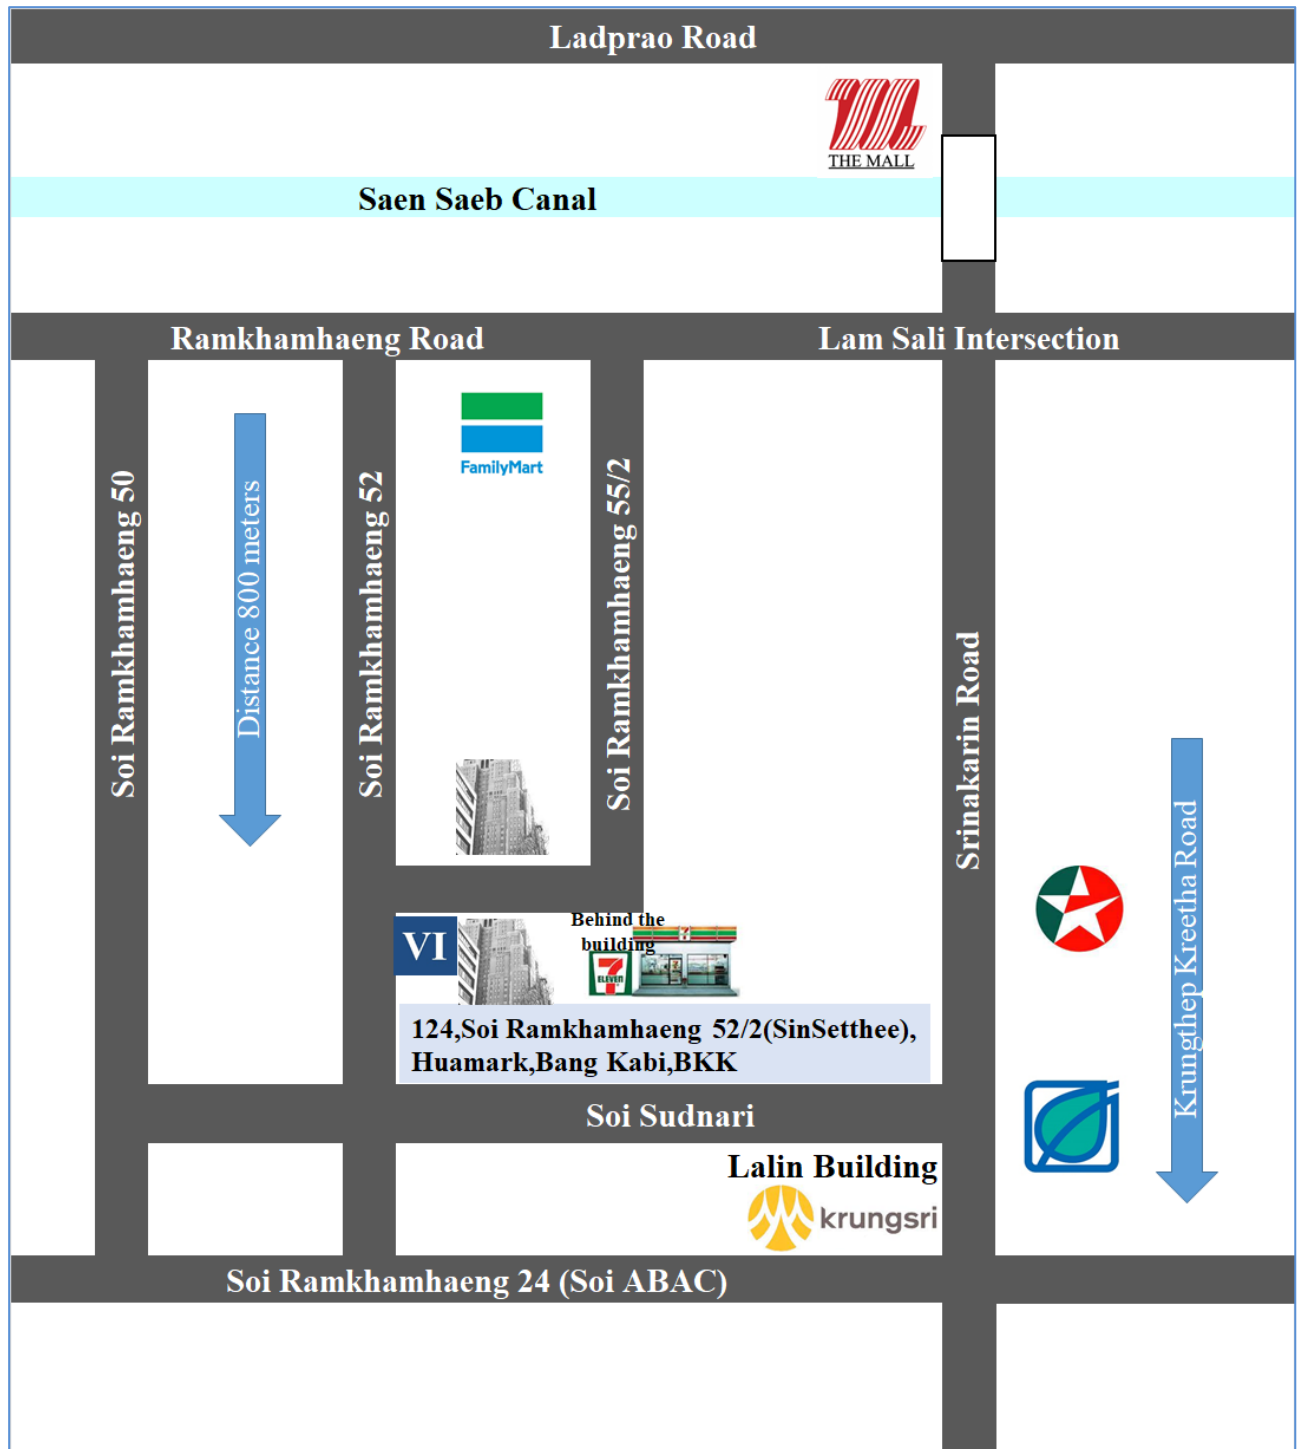 Ladprao Road
THE MALL
Saen Saeb Canal
Ramkhamhaeng Road
Lam Sali Intersection
FamilyMart
Soi Ramkhamhaeng 50
Distance 800 meters
Soi Ramkhamhaeng 52
Soi Ramkhamhaeng 55/2
Srinakarin Road
Krungthep Kreetha Road
VI
Behind the
building
7
ELEVEN
7
124,Soi Ramkhamhaeng 52/2(SinSetthee),
Huamark,Bang Kabi,BKK
Soi Sudnari
Lalin Building
krungsri
Soi Ramkhamhaeng 24 (Soi ABAC)